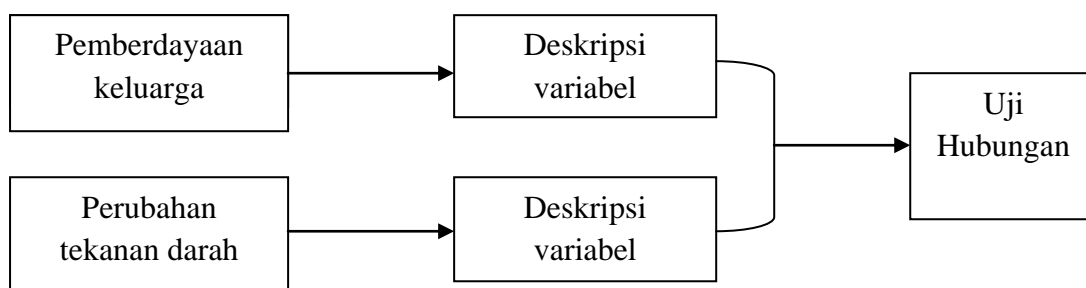 Pemberdayaan
keluarga
Deskripsi
variabel
Uji
Hubungan
Perubahan
tekanan darah
Deskripsi
variabel